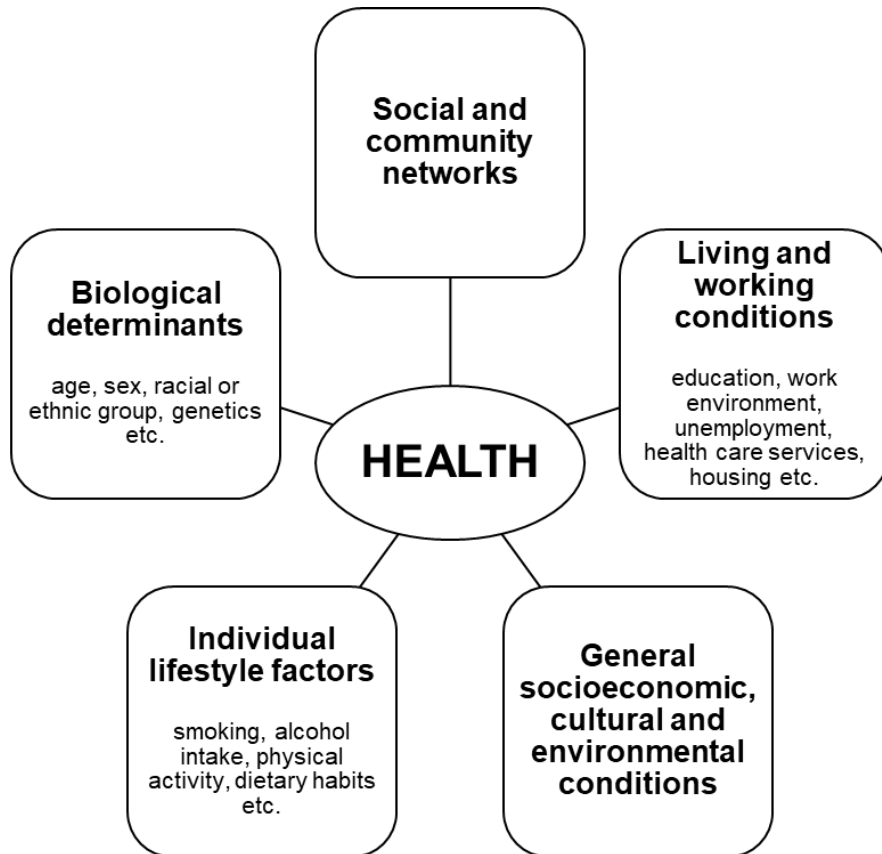 Social and
community
networks
Biological
determinants
age, sex, racial or
ethnic group, genetics
etc.
Living and
working
conditions
education, work
environment,
unemployment,
health care services,
housing etc.
HEALTH
Individual
lifestyle factors
smoking, alcohol
intake, physical
activity, dietary habits
etc.
General
socioeconomic,
cultural and
environmental
conditions